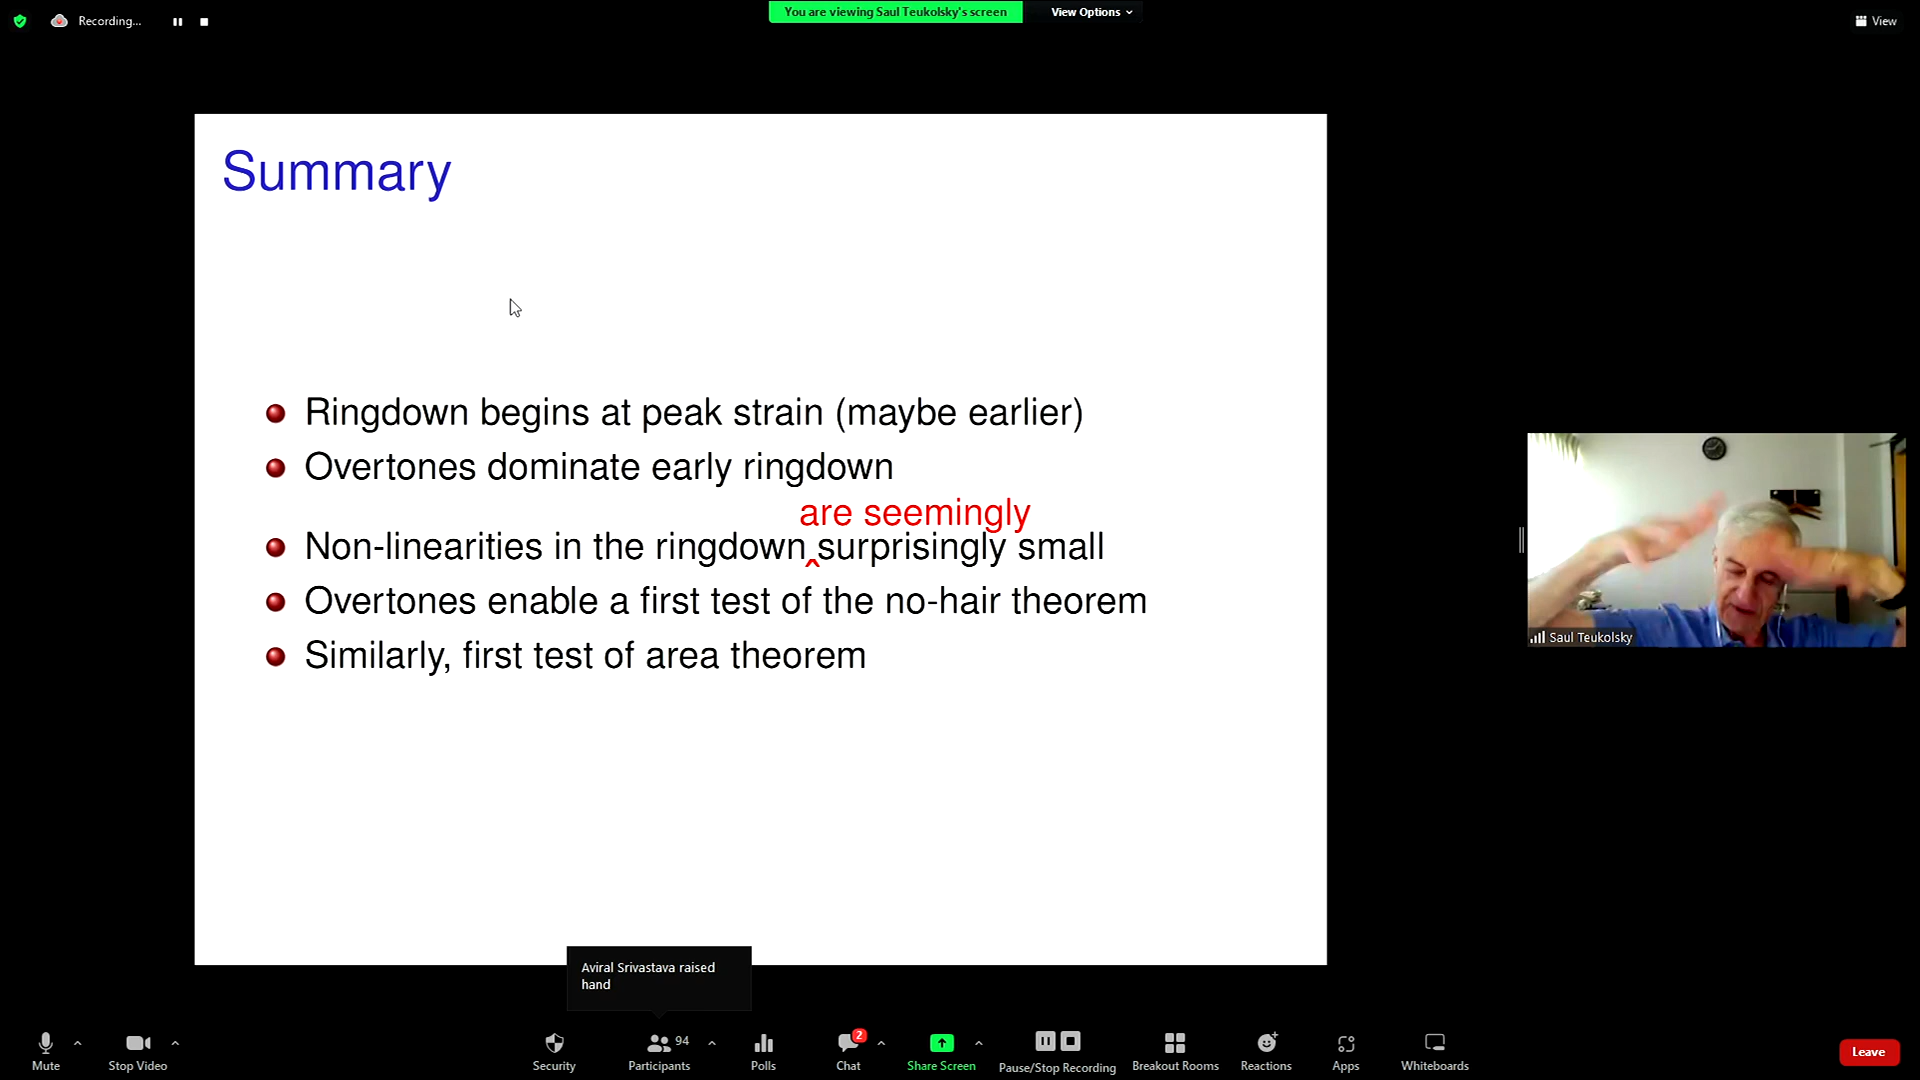 Recording...
You are viewing Saul Teukolsky's screen
View Options
View
Summary
Ringdown begins at peak strain (maybe earlier)
Overtones dominate early ringdown
are seemingly
Non-linearities in the ringdown ^ surprisingly small
Overtones enable a first test of the no-hair theorem
Similarly, first test of area theorem
Saul Teukolsky
Aviral Srivastava raised
hand
94
2
Mute
Stop Video
Security
Participants
Polls
Chat
Share Screen
Pause/Stop Recording
Breakout Rooms
Reactions
Apps
Whiteboards
Leave